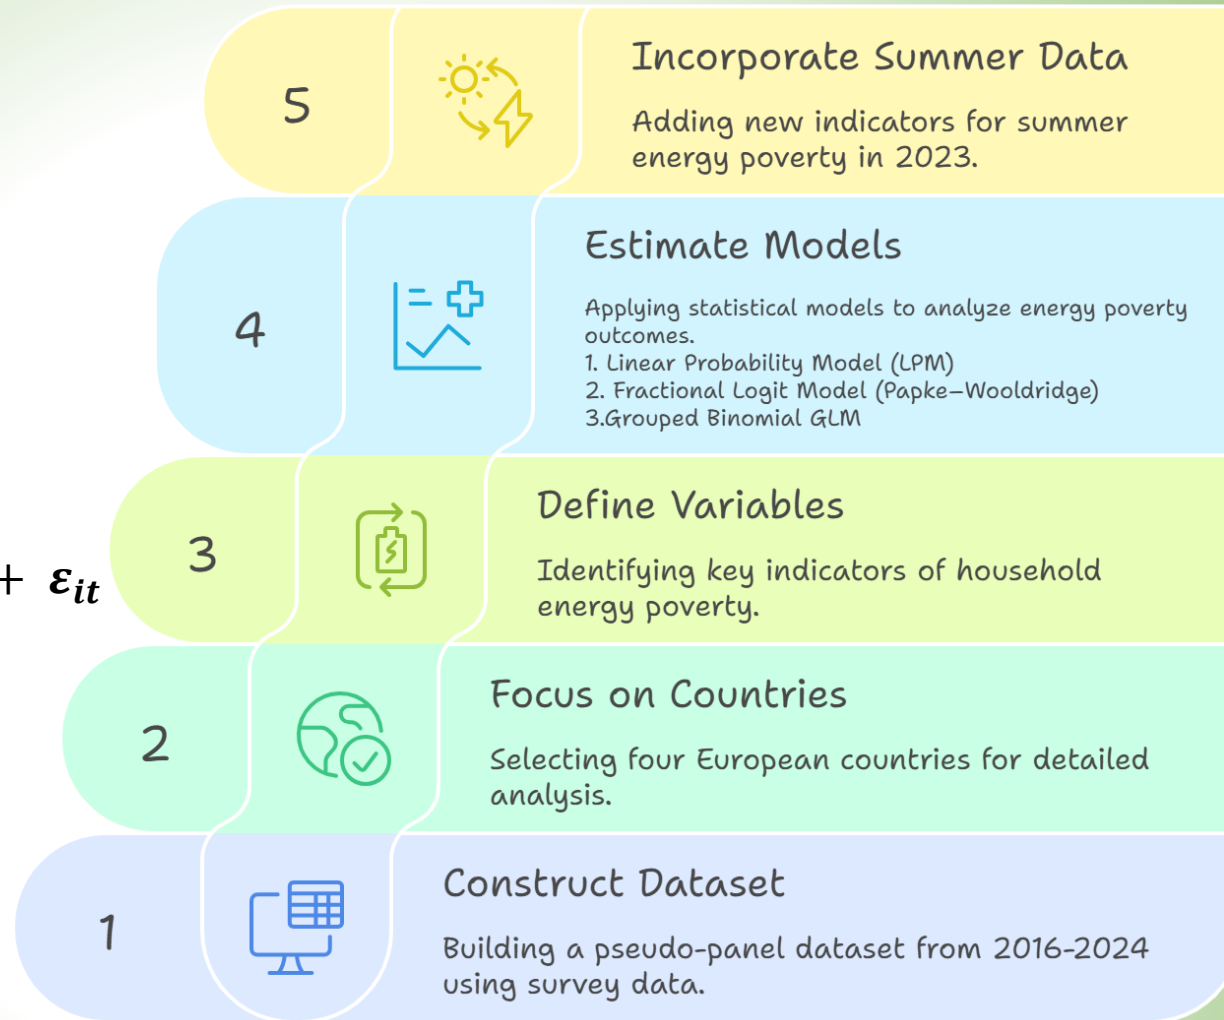 5
Incorporate Summer Data
Adding new indicators for summer
energy poverty in 2023.
4
Estimate Models
Applying statistical models to analyze energy poverty
outcomes.
1. Linear Probability Model (LPM)
2. Fractional Logit Model (Papke–Wooldridge)
3.Grouped Binomial GLM
+ ε_it
3
Define Variables
Identifying key indicators of household
energy poverty.
2
Focus on Countries
Selecting four European countries for detailed
analysis.
1
Construct Dataset
Building a pseudo-panel dataset from 2016-2024
using survey data.